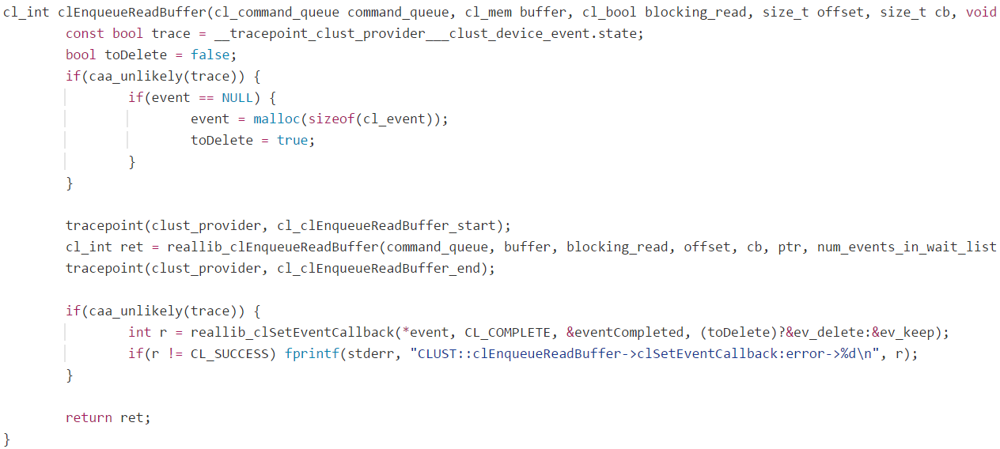 cl_int clEnqueueReadBuffer(cl_command_queue command_queue, cl_mem buffer, cl_bool blocking_read, size_t offset, size_t cb, void
const bool trace = __tracepoint_clust_provider___clust_device_event.state;
bool toDelete = false;
if(caa_unlikely(trace)) {
if(event == NULL) {
event = malloc(sizeof(cl_event));
toDelete = true;
}
}
tracepoint(clust_provider, cl_clEnqueueReadBuffer_start);
cl_int ret = reallib_clEnqueueReadBuffer(command_queue, buffer, blocking_read, offset, cb, ptr, num_events_in_wait_list
tracepoint(clust_provider, cl_clEnqueueReadBuffer_end);
if(caa_unlikely(trace)) {
int r = reallib_clSetEventCallback(*event, CL_COMPLETE, &eventCompleted, (toDelete)?&ev_delete:&ev_keep);
if(r != CL_SUCCESS) fprintf(stderr, "CLUST::clEnqueueReadBuffer->clSetEventCallback:error->%d\n", r);
}
return ret;
}